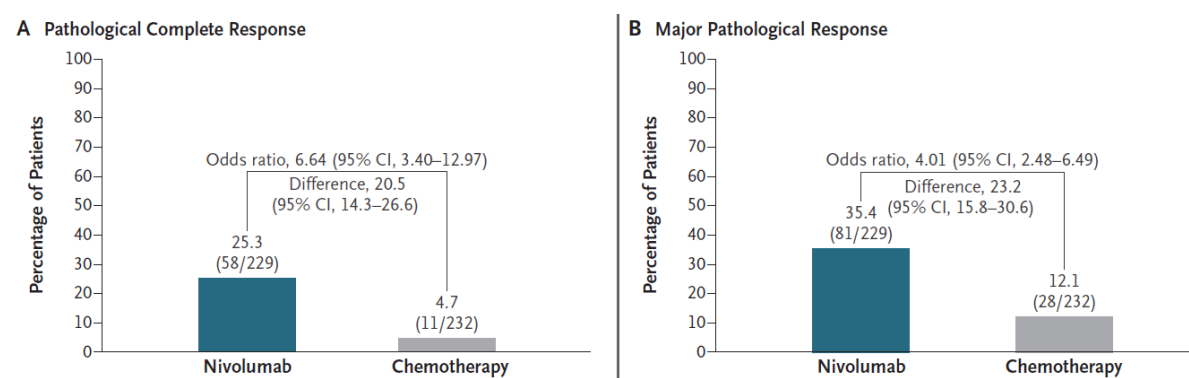 A Pathological Complete Response
Percentage of Patients
100
90
80
70
60
50
40
30
20
10
0
Odds ratio, 6.64 (95% CI, 3.40–12.97)
Difference, 20.5
(95% CI, 14.3–26.6)
25.3
(58/229)
4.7
(11/232)
Nivolumab
Chemotherapy
B Major Pathological Response
Percentage of Patients
100
90
80
70
60
50
40
30
20
10
0
Odds ratio, 4.01 (95% CI, 2.48–6.49)
Difference, 23.2
(95% CI, 15.8–30.6)
35.4
(81/229)
12.1
(28/232)
Nivolumab
Chemotherapy